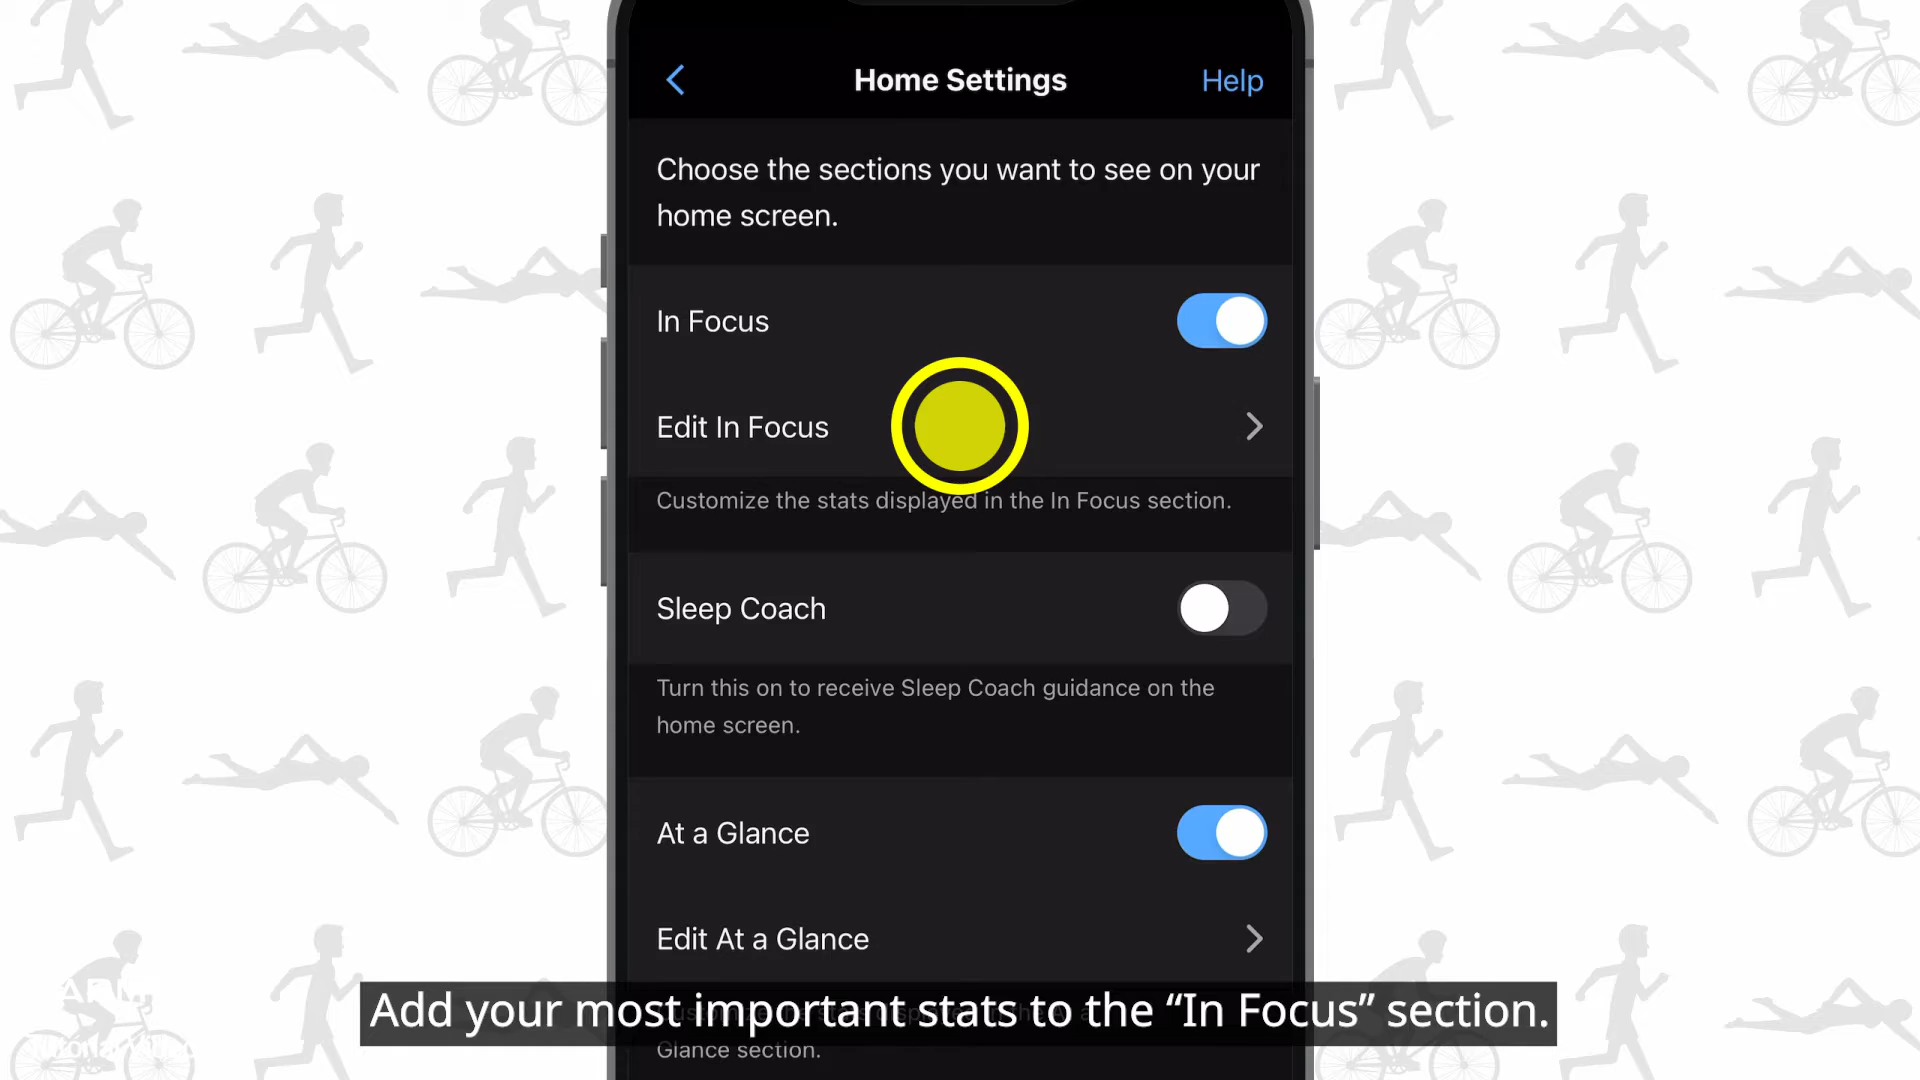 Home Settings
Help
Choose the sections you want to see on your
home screen.
In Focus
Edit In Focus
Customize the stats displayed in the In Focus section.
Sleep Coach
Turn this on to receive Sleep Coach guidance on the
home screen.
At a Glance
Edit At a Glance
Add your most important stats to the “In Focus” section.
Glance section.